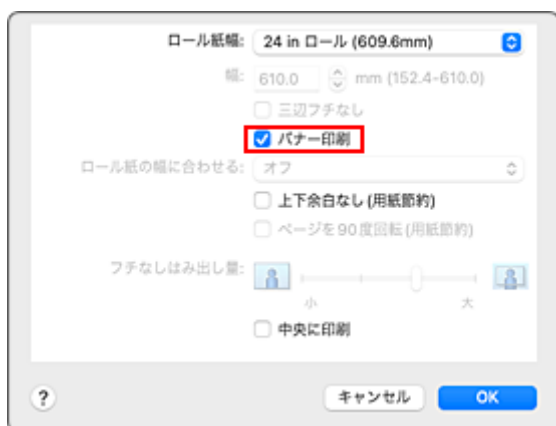 ロール紙幅: 24 in ロール (609.6mm)
幅: 610.0 mm (152.4-610.0)
三辺フチなし
バナー印刷
ロール紙の幅に合わせる: オフ
上下余白なし (用紙節約)
ページを 90 度回転 (用紙節約)
フチなしはみ出し量:
小 大
中央に印刷
? キャンセル OK